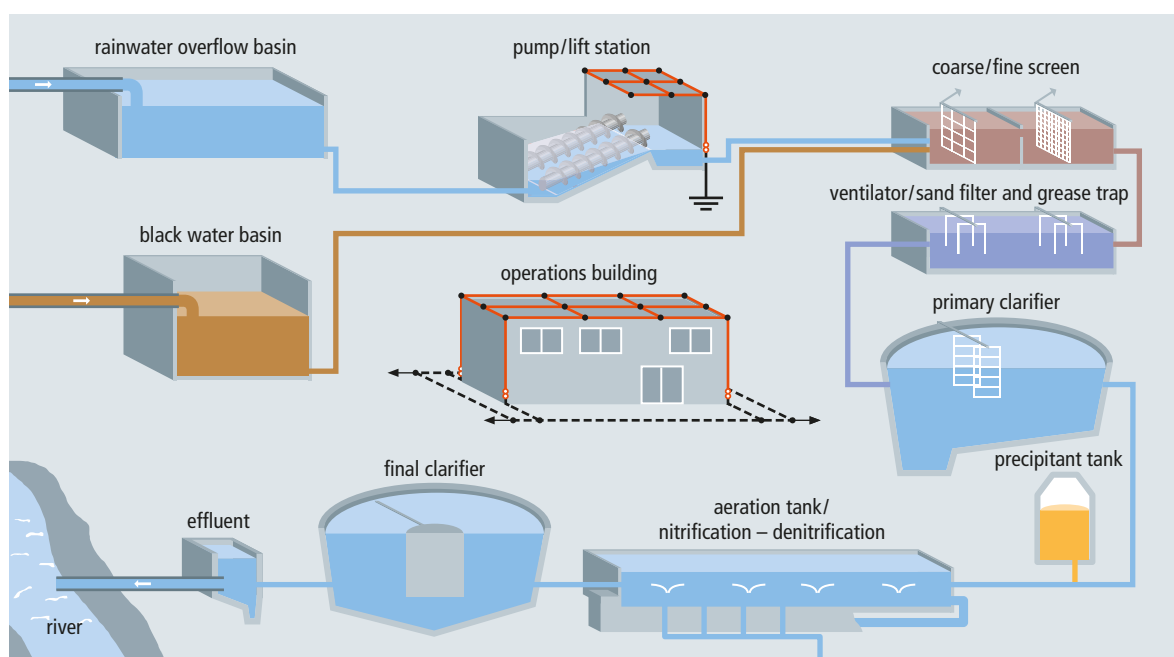 rainwater overflow basin
pump/lift station
coarse/fine screen
ventilator/sand filter and grease trap
black water basin
operations building
primary clarifier
precipitant tank
final clarifier
aeration tank/
nitrification – denitrification
effluent
river